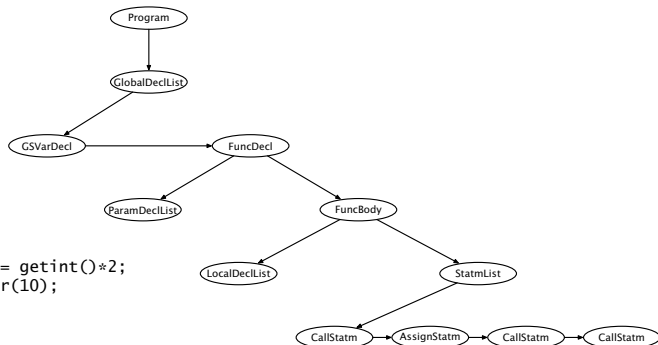 Program
GlobalDeclList
GSVarDecl FuncDecl
ParamDeclList FuncBody
= getint()*2;
LocalDeclList StatmList
r(10);
CallStatm AssignStatm CallStatm CallStatm